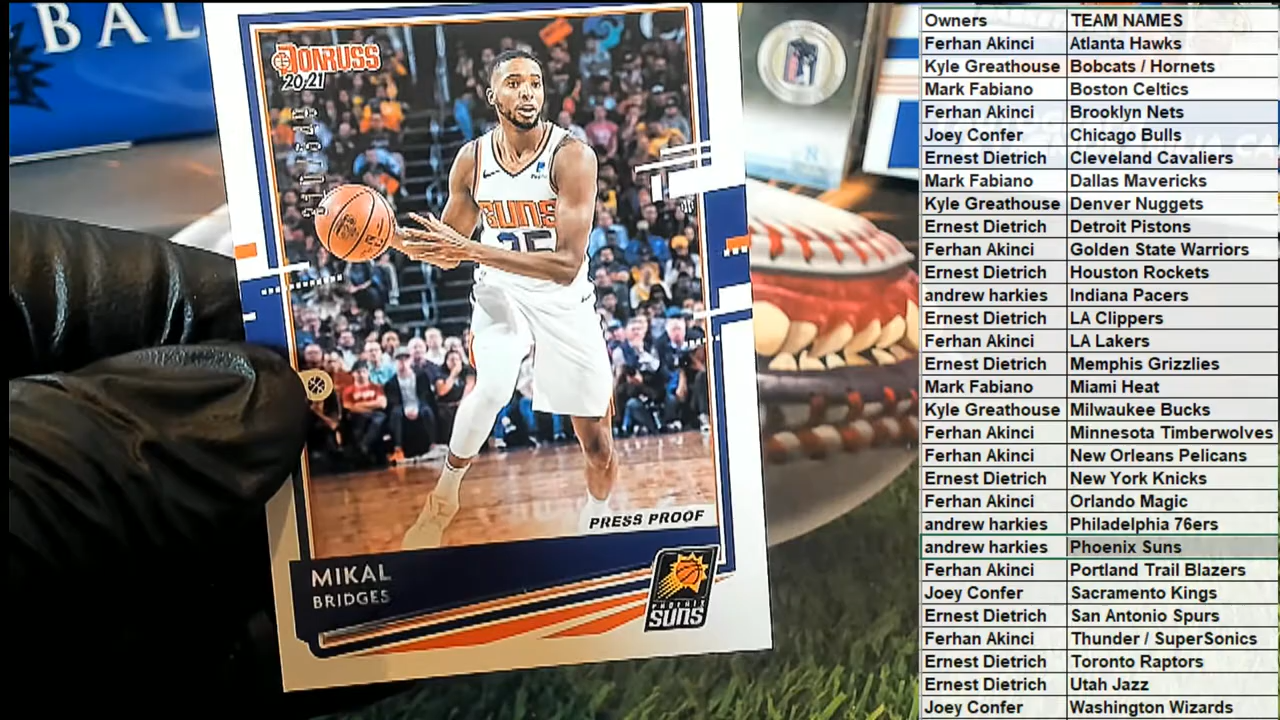 BAL
DONRUSS
20-21
SUNS
25
PRESS PROOF
MIKAL
BRIDGES
PHOENIX
SUNS
Owners TEAM NAMES
Ferhan Akinci Atlanta Hawks
Kyle Greathouse Bobcats / Hornets
Mark Fabiano Boston Celtics
Ferhan Akinci Brooklyn Nets
Joey Confer Chicago Bulls
Ernest Dietrich Cleveland Cavaliers
Mark Fabiano Dallas Mavericks
Kyle Greathouse Denver Nuggets
Ernest Dietrich Detroit Pistons
Ferhan Akinci Golden State Warriors
Ernest Dietrich Houston Rockets
andrew harkies Indiana Pacers
Ernest Dietrich LA Clippers
Ferhan Akinci LA Lakers
Ernest Dietrich Memphis Grizzlies
Mark Fabiano Miami Heat
Kyle Greathouse Milwaukee Bucks
Ferhan Akinci Minnesota Timberwolves
Ferhan Akinci New Orleans Pelicans
Ernest Dietrich New York Knicks
Ferhan Akinci Orlando Magic
andrew harkies Philadelphia 76ers
andrew harkies Phoenix Suns
Ferhan Akinci Portland Trail Blazers
Joey Confer Sacramento Kings
Ernest Dietrich San Antonio Spurs
Ferhan Akinci Thunder / SuperSonics
Ernest Dietrich Toronto Raptors
Ernest Dietrich Utah Jazz
Joey Confer Washington Wizards